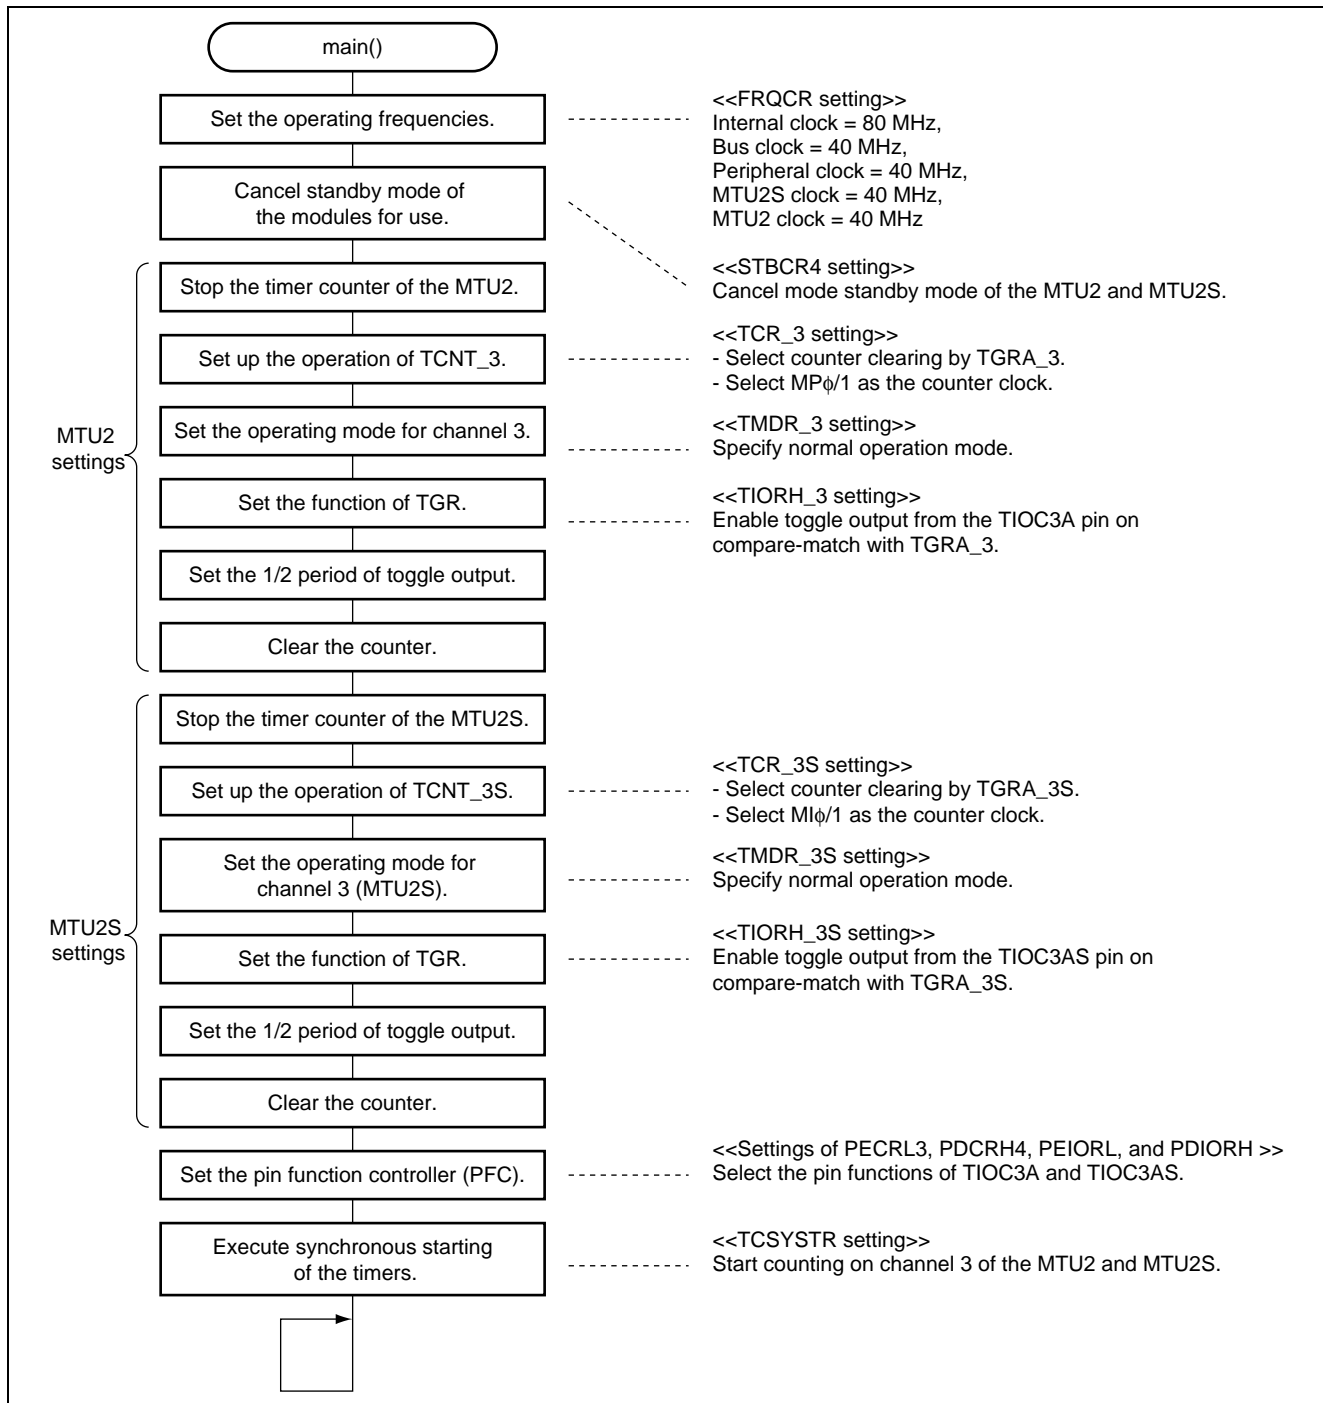 main()
Set the operating frequencies.
<<FRQCR setting>>
Internal clock = 80 MHz,
Bus clock = 40 MHz,
Peripheral clock = 40 MHz,
MTU2S clock = 40 MHz,
MTU2 clock = 40 MHz
Cancel standby mode of
the modules for use.
<<STBCR4 setting>>
Cancel mode standby mode of the MTU2 and MTU2S.
MTU2
settings
Stop the timer counter of the MTU2.
Set up the operation of TCNT_3.
<<TCR_3 setting>>
- Select counter clearing by TGRA_3.
- Select MPϕ/1 as the counter clock.
Set the operating mode for channel 3.
<<TMDR_3 setting>>
Specify normal operation mode.
Set the function of TGR.
<<TIORH_3 setting>>
Enable toggle output from the TIOC3A pin on
compare-match with TGRA_3.
Set the 1/2 period of toggle output.
Clear the counter.
MTU2S
settings
Stop the timer counter of the MTU2S.
Set up the operation of TCNT_3S.
<<TCR_3S setting>>
- Select counter clearing by TGRA_3S.
- Select MIϕ/1 as the counter clock.
Set the operating mode for
channel 3 (MTU2S).
<<TMDR_3S setting>>
Specify normal operation mode.
Set the function of TGR.
<<TIORH_3S setting>>
Enable toggle output from the TIOC3AS pin on
compare-match with TGRA_3S.
Set the 1/2 period of toggle output.
Clear the counter.
Set the pin function controller (PFC).
<<Settings of PECRL3, PDCRH4, PEIORL, and PDIORH >>
Select the pin functions of TIOC3A and TIOC3AS.
Execute synchronous starting
of the timers.
<<TCSYSTR setting>>
Start counting on channel 3 of the MTU2 and MTU2S.